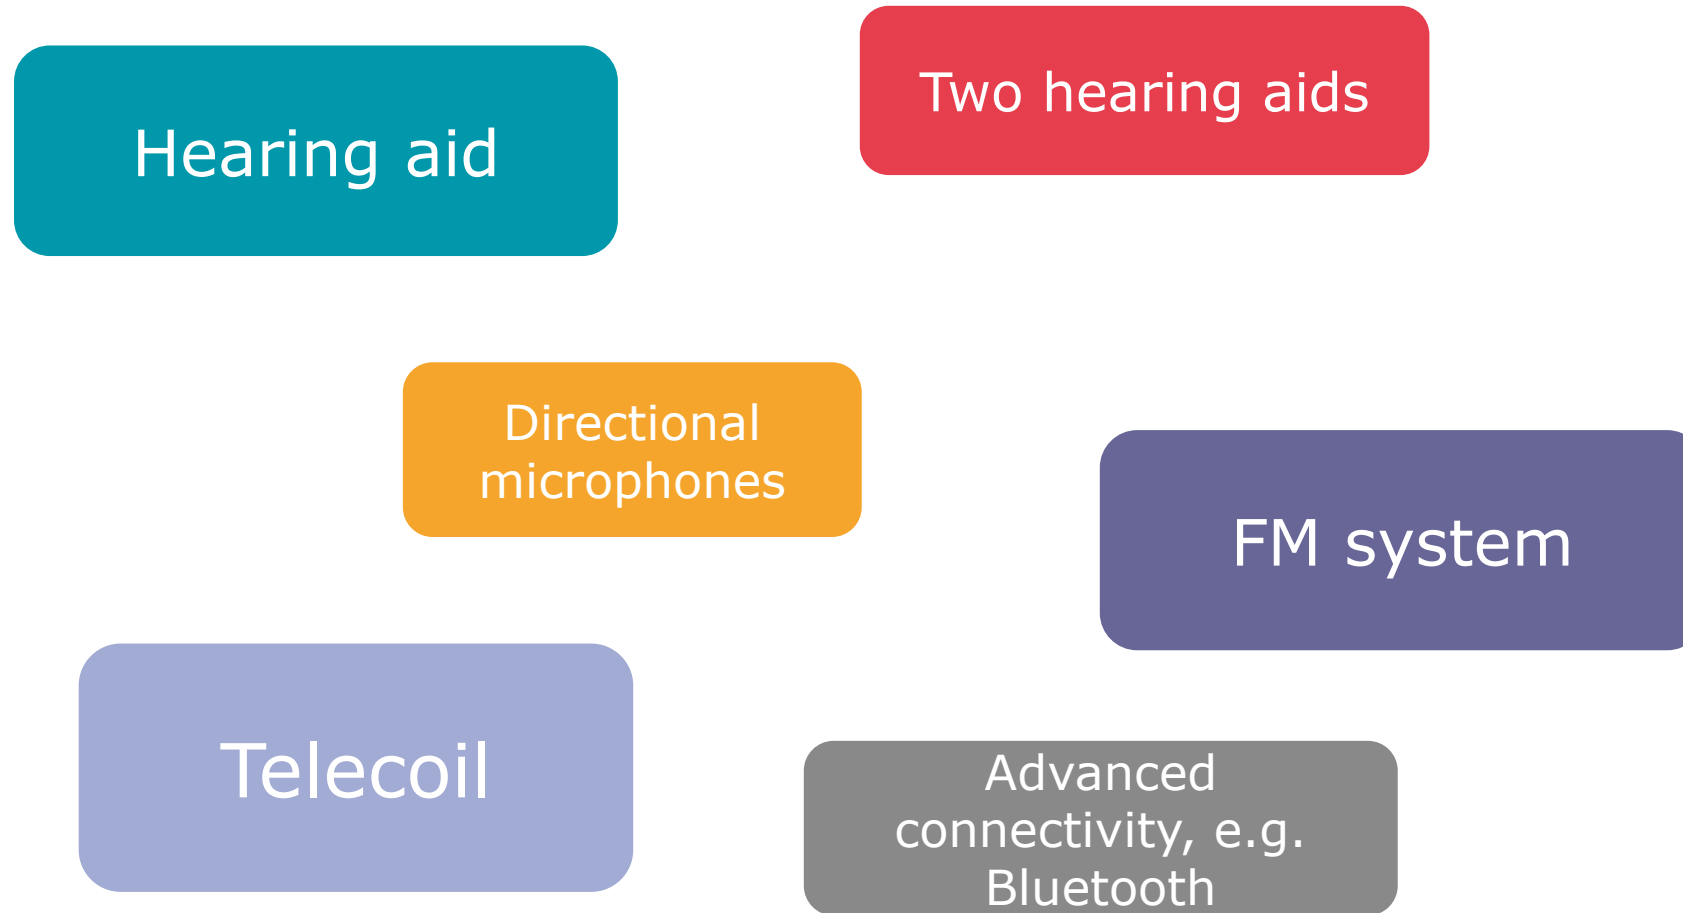 Hearing aid
Two hearing aids
Directional
microphones
FM system
Telecoil
Advanced
connectivity, e.g.
Bluetooth